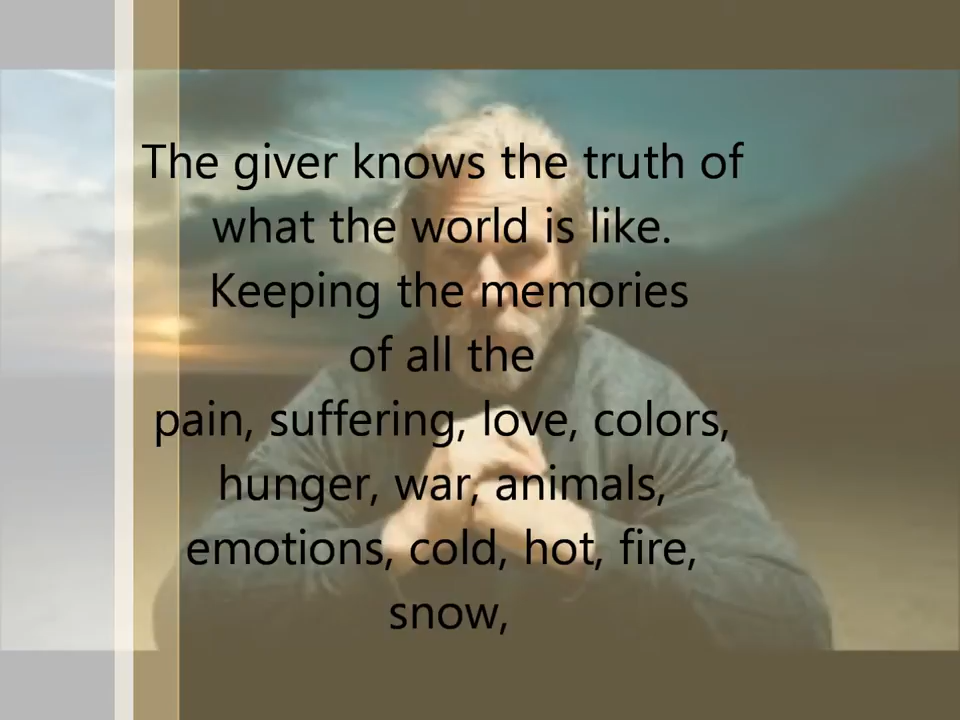 The giver knows the truth of
what the world is like.
Keeping the memories
of all the
pain, suffering, love, colors,
hunger, war, animals,
emotions, cold, hot, fire,
snow,